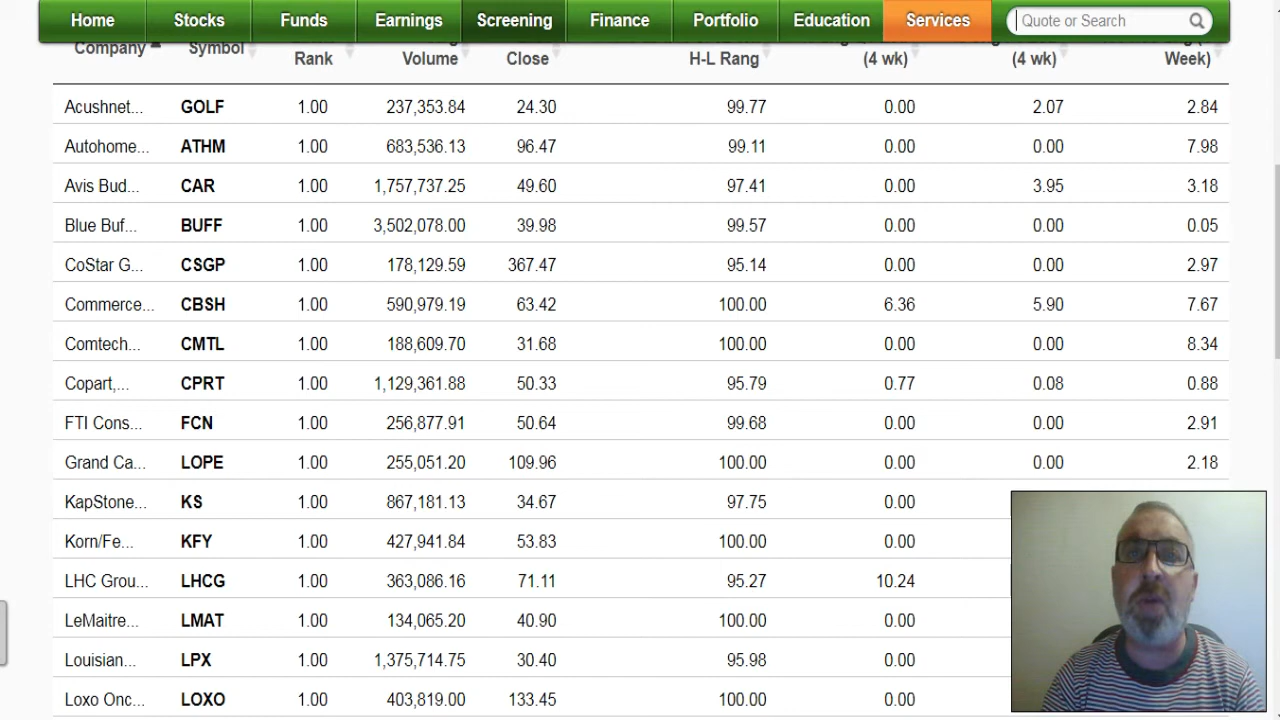 Home Stocks Funds Earnings Screening Finance Portfolio Education Services Quote or Search
Company Symbol Rank Volume Close H-L Rang (4 wk) (4 wk) Week)
Acushnet... GOLF 1.00 237,353.84 24.30 99.77 0.00 2.07 2.84
Autohome... ATHM 1.00 683,536.13 96.47 99.11 0.00 0.00 7.98
Avis Bud... CAR 1.00 1,757,737.25 49.60 97.41 0.00 3.95 3.18
Blue Buf... BUFF 1.00 3,502,078.00 39.98 99.57 0.00 0.00 0.05
CoStar G... CSGP 1.00 178,129.59 367.47 95.14 0.00 0.00 2.97
Commerce... CBSH 1.00 590,979.19 63.42 100.00 6.36 5.90 7.67
Comtech... CMTL 1.00 188,609.70 31.68 100.00 0.00 0.00 8.34
Copart,... CPRT 1.00 1,129,361.88 50.33 95.79 0.77 0.08 0.88
FTI Cons... FCN 1.00 256,877.91 50.64 99.68 0.00 0.00 2.91
Grand Ca... LOPE 1.00 255,051.20 109.96 100.00 0.00 0.00 2.18
KapStone... KS 1.00 867,181.13 34.67 97.75 0.00
Korn/Fe... KFY 1.00 427,941.84 53.83 100.00 0.00
LHC Grou... LHCG 1.00 363,086.16 71.11 95.27 10.24
LeMaitre... LMAT 1.00 134,065.20 40.90 100.00 0.00
Louisian... LPX 1.00 1,375,714.75 30.40 95.98 0.00
Loxo Onc... LOXO 1.00 403,819.00 133.45 100.00 0.00